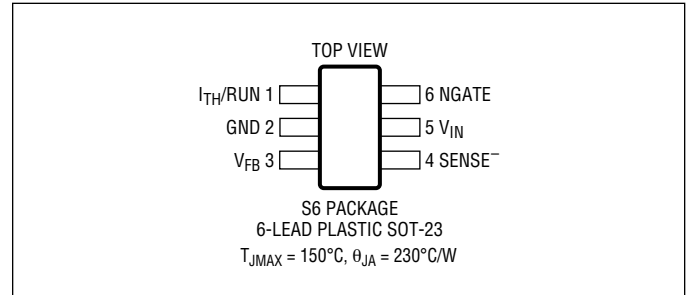 TOP VIEW
I_TH/RUN 1
6 NGATE
GND 2
5 V_IN
V_FB 3
4 SENSE⁻
S6 PACKAGE
6-LEAD PLASTIC SOT-23
T_JMAX = 150°C, θ_JA = 230°C/W